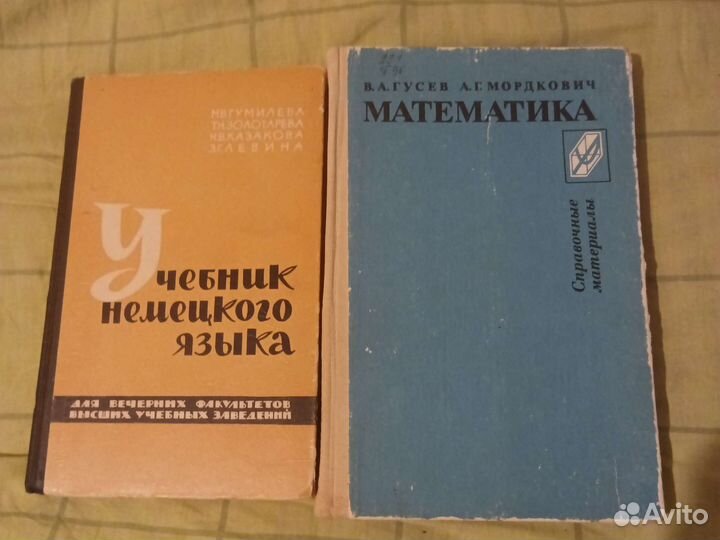 М.В.ГУМИЛЕВА
Т.Н.ЗОЛОТАРЕВА
Н.В.КАЗАКОВА
З.Г.ЛЕВИНА
Учебник
немецкого
языка
ДЛЯ ВЕЧЕРНИХ ФАКУЛЬТЕТОВ
ВЫСШИХ УЧЕБНЫХ ЗАВЕДЕНИЙ
В.А.ГУСЕВ А.Г.МОРДКОВИЧ
МАТЕМАТИКА
Справочные
материалы
Avito